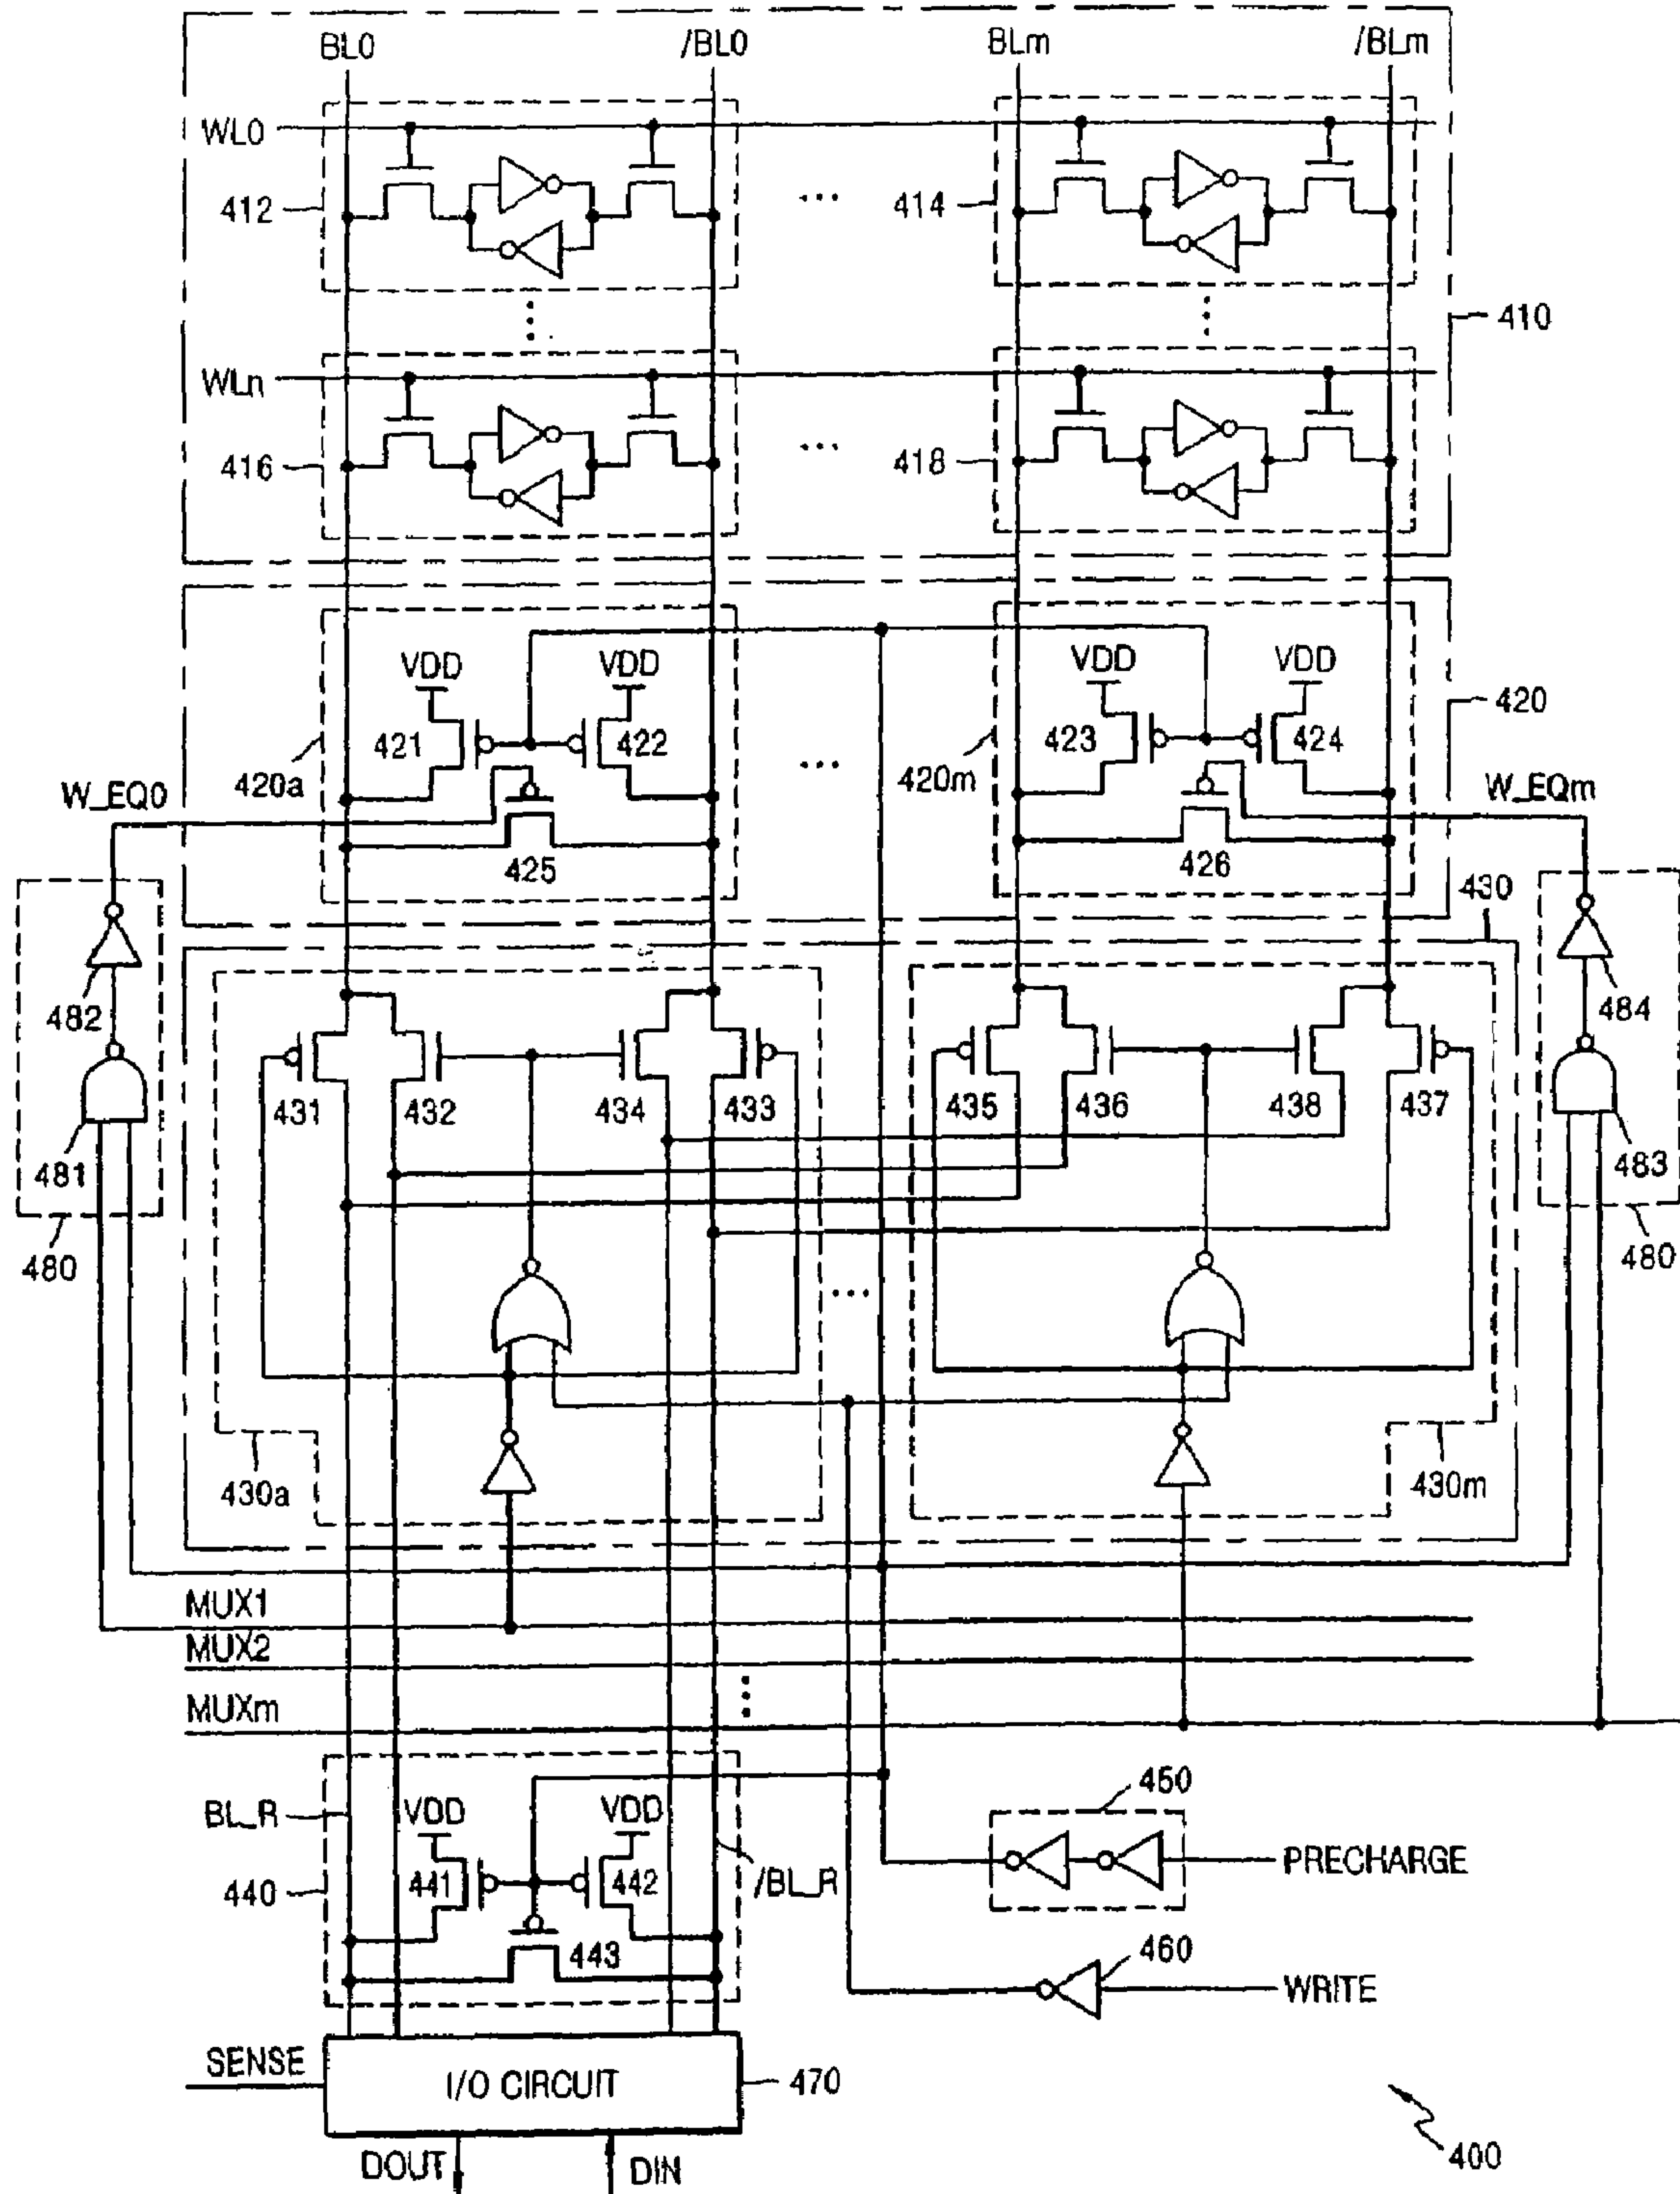 BL0 /BL0 BLm /BLm
WL0
412 ... 414
410
WLn
416 ... 418
VDD VDD VDD VDD
420
421 422 423 424
420a ... 420m
W_EQ0 W_EQm
425 426
430
482 484
431 432 434 433 435 436 438 437
481 483
480 480
...
430a 430m
MUX1
MUX2
MUXm
450
BL_R VDD VDD
PRECHARGE
440 441 442 /BL_R
443 460
WRITE
SENSE
I/O CIRCUIT 470
DOUT DIN
400